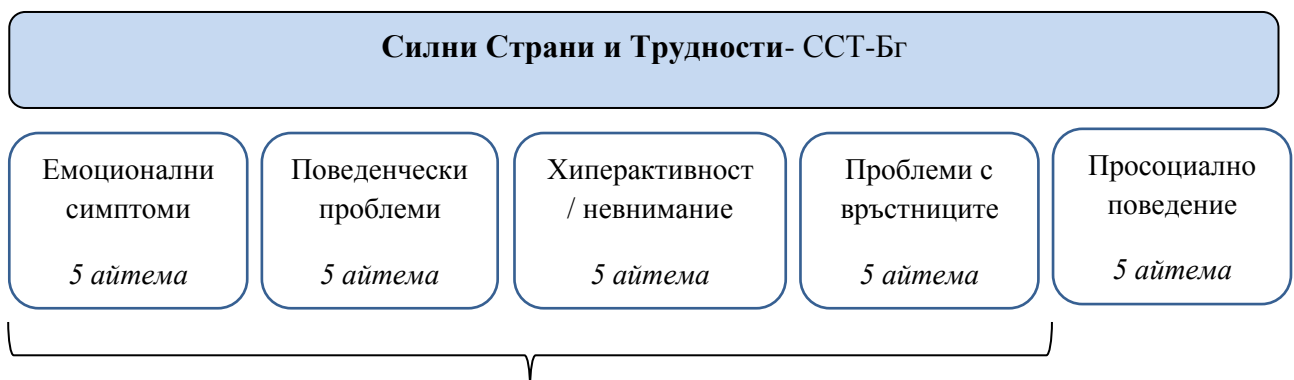 Силни Страни и Трудности- ССТ-Бг
Емоционални
симптоми
5 айтема
Поведенчески
проблеми
5 айтема
Хиперактивност
/ невнимание
5 айтема
Проблеми с
връстниците
5 айтема
Просоциално
поведение
5 айтема